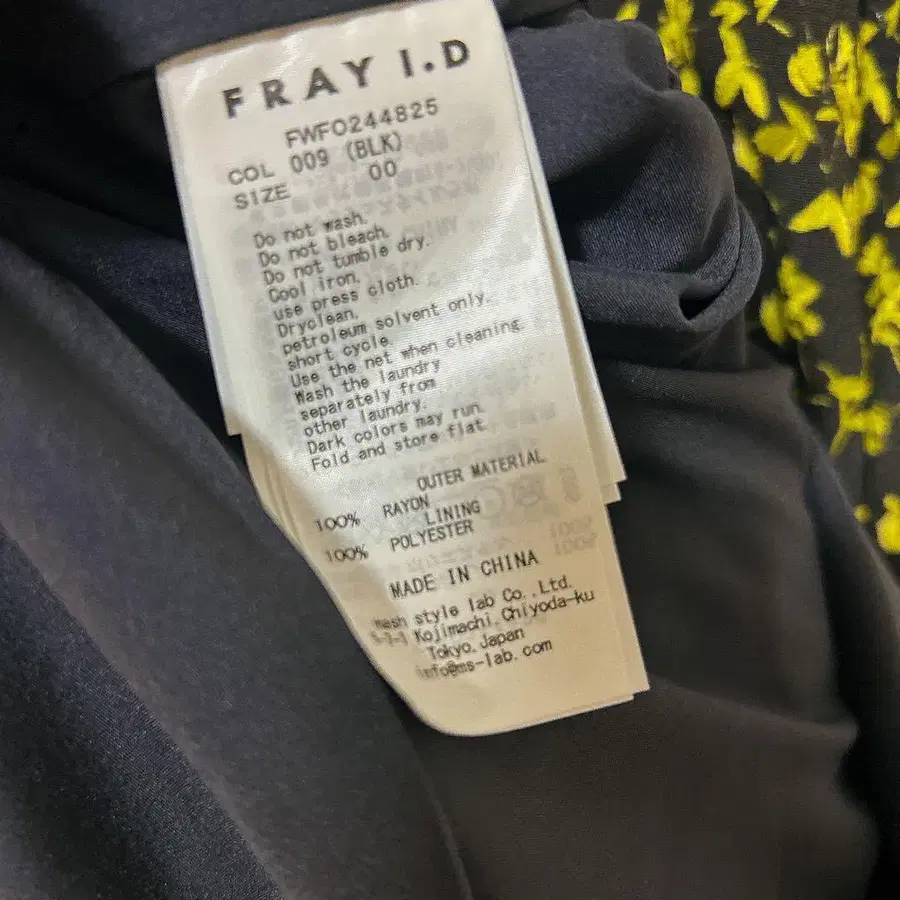 FRAY I.D
FWFO244825
COL 009 (BLK)
SIZE 00
Do not wash.
Do not bleach.
Do not tumble dry.
Cool iron.
use press cloth.
Dryclean.
petroleum solvent only.
short cycle.
Use the net when cleaning.
Wash the laundry
separately from
other laundry.
Dark colors may run.
Fold and store flat.
OUTER MATERIAL
100% RAYON
LINING
100% POLYESTER
MADE IN CHINA
mash style lab Co.,Ltd.
Kojimachi,Chiyoda-ku
Tokyo,Japan
info@ms-lab.com